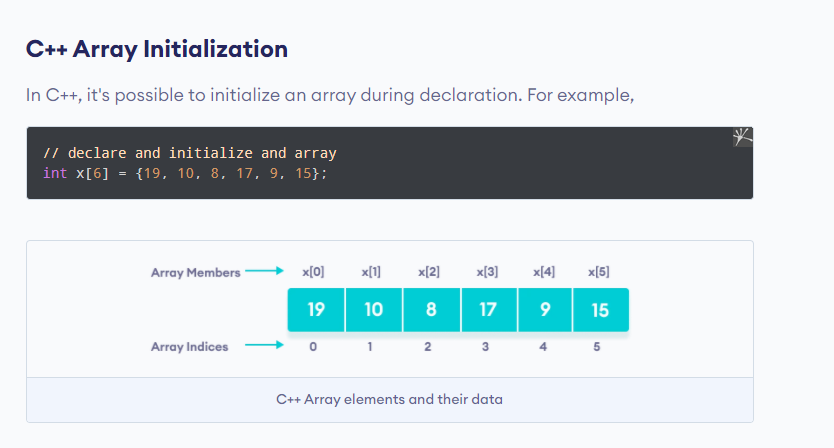 C++ Array Initialization
In C++, it's possible to initialize an array during declaration. For example,
// declare and initialize and array
int x[6] = {19, 10, 8, 17, 9, 15};
Array Members x[0] x[1] x[2] x[3] x[4] x[5]
19 10 8 17 9 15
Array Indices 0 1 2 3 4 5
C++ Array elements and their data